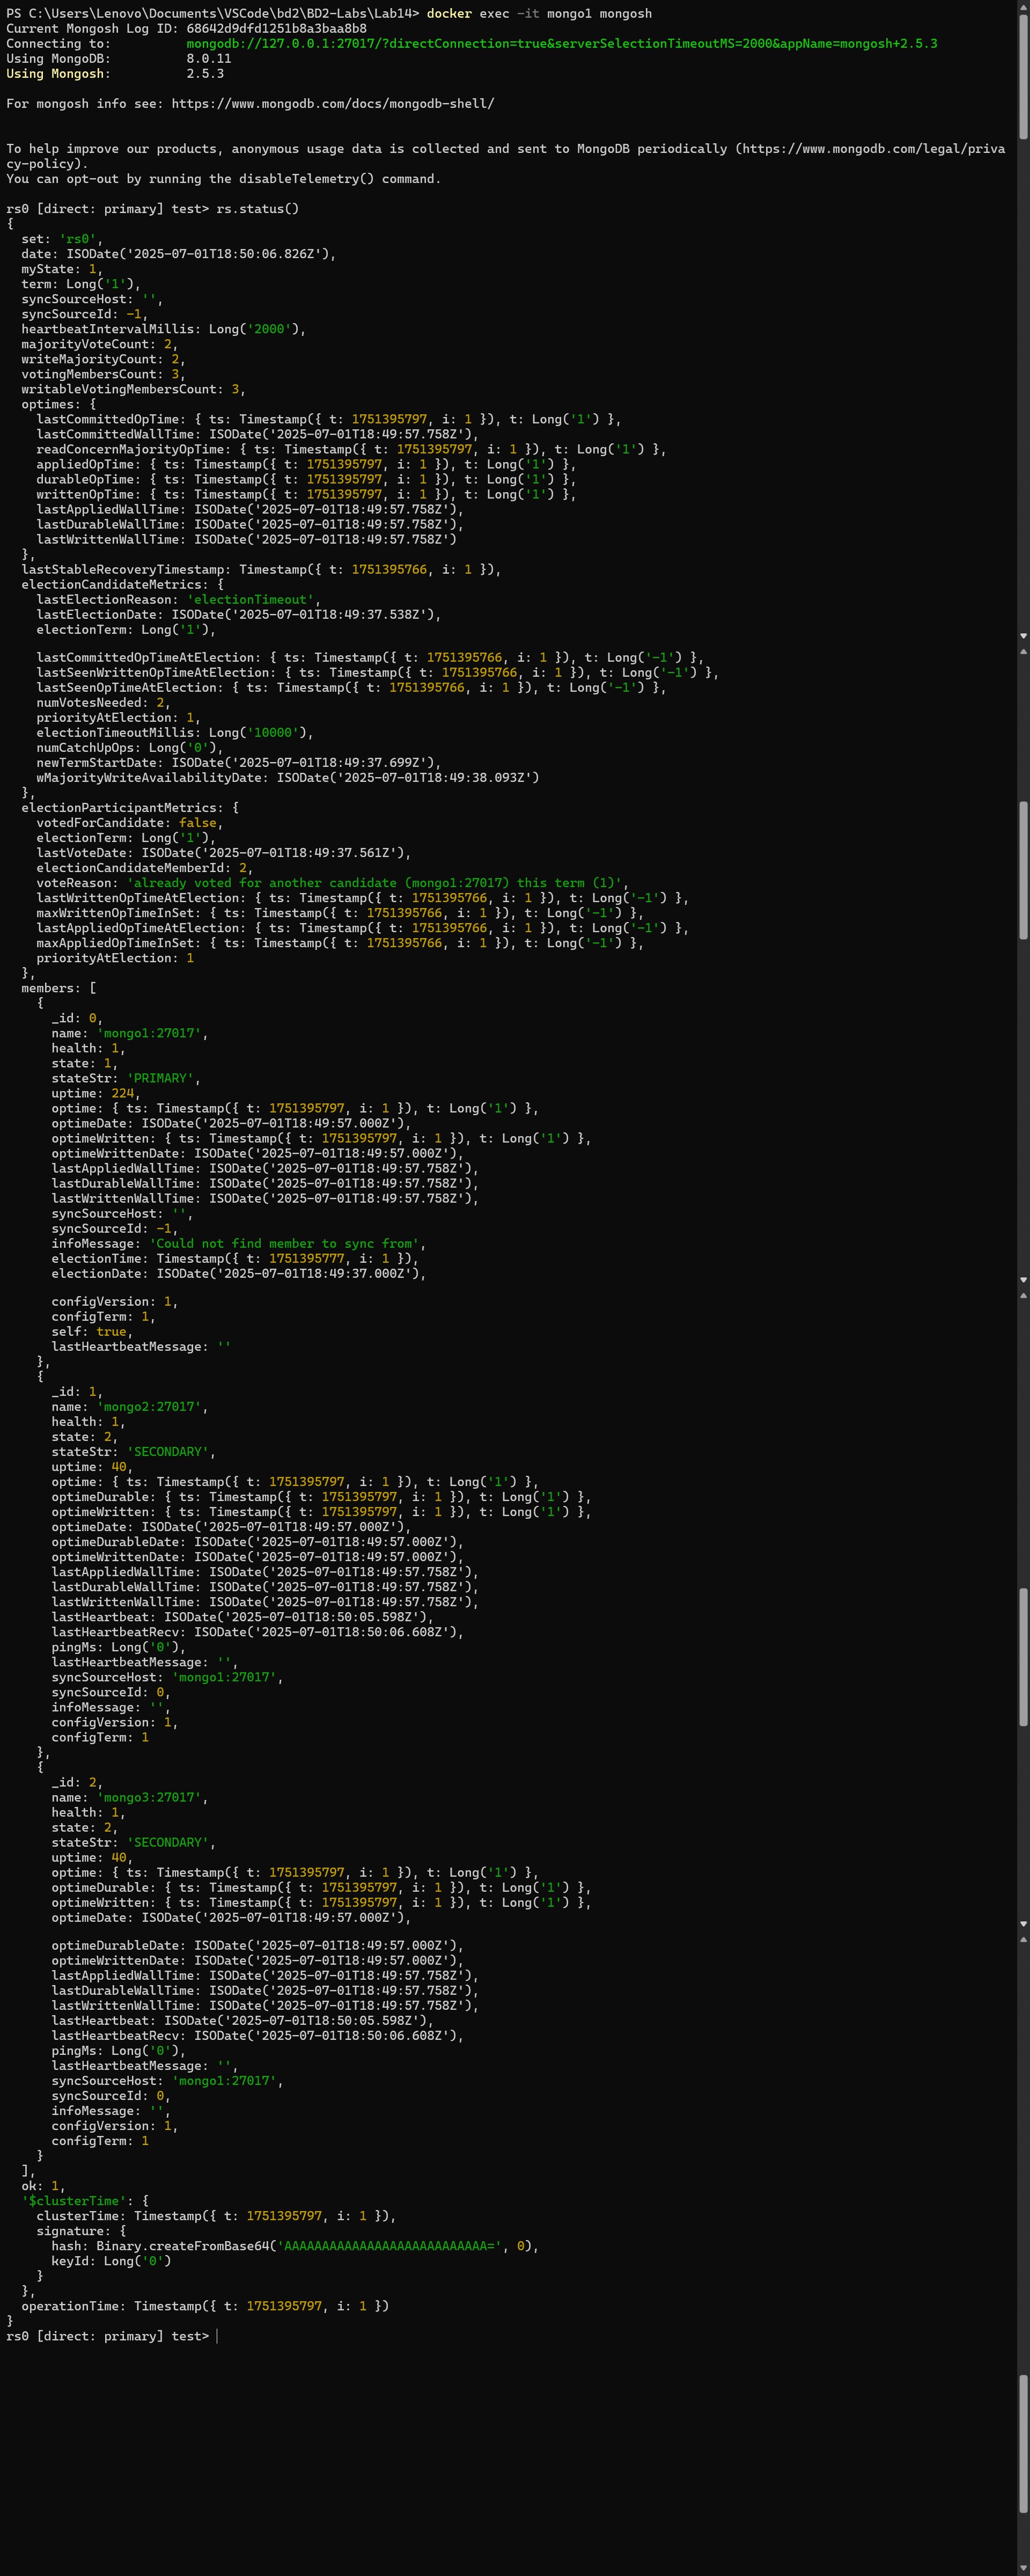 PS C:\Users\Lenovo\Documents\VSCode\bd2\BD2-Labs\Lab14> docker exec -it mongo1 mongosh
Current Mongosh Log ID: 68642d9dfd1251b8a3baa8b8
Connecting to:          mongodb://127.0.0.1:27017/?directConnection=true&serverSelectionTimeoutMS=2000&appName=mongosh+2.5.3
Using MongoDB:          8.0.11
Using Mongosh:          2.5.3

For mongosh info see: https://www.mongodb.com/docs/mongodb-shell/


To help improve our products, anonymous usage data is collected and sent to MongoDB periodically (https://www.mongodb.com/legal/priva
cy-policy).
You can opt-out by running the disableTelemetry() command.

rs0 [direct: primary] test> rs.status()
{
  set: 'rs0',
  date: ISODate('2025-07-01T18:50:06.826Z'),
  myState: 1,
  term: Long('1'),
  syncSourceHost: '',
  syncSourceId: -1,
  heartbeatIntervalMillis: Long('2000'),
  majorityVoteCount: 2,
  writeMajorityCount: 2,
  votingMembersCount: 3,
  writableVotingMembersCount: 3,
  optimes: {
    lastCommittedOpTime: { ts: Timestamp({ t: 1751395797, i: 1 }), t: Long('1') },
    lastCommittedWallTime: ISODate('2025-07-01T18:49:57.758Z'),
    readConcernMajorityOpTime: { ts: Timestamp({ t: 1751395797, i: 1 }), t: Long('1') },
    appliedOpTime: { ts: Timestamp({ t: 1751395797, i: 1 }), t: Long('1') },
    durableOpTime: { ts: Timestamp({ t: 1751395797, i: 1 }), t: Long('1') },
    writtenOpTime: { ts: Timestamp({ t: 1751395797, i: 1 }), t: Long('1') },
    lastAppliedWallTime: ISODate('2025-07-01T18:49:57.758Z'),
    lastDurableWallTime: ISODate('2025-07-01T18:49:57.758Z'),
    lastWrittenWallTime: ISODate('2025-07-01T18:49:57.758Z')
  },
  lastStableRecoveryTimestamp: Timestamp({ t: 1751395766, i: 1 }),
  electionCandidateMetrics: {
    lastElectionReason: 'electionTimeout',
    lastElectionDate: ISODate('2025-07-01T18:49:37.538Z'),
    electionTerm: Long('1'),

    lastCommittedOpTimeAtElection: { ts: Timestamp({ t: 1751395766, i: 1 }), t: Long('-1') },
    lastSeenWrittenOpTimeAtElection: { ts: Timestamp({ t: 1751395766, i: 1 }), t: Long('-1') },
    lastSeenOpTimeAtElection: { ts: Timestamp({ t: 1751395766, i: 1 }), t: Long('-1') },
    numVotesNeeded: 2,
    priorityAtElection: 1,
    electionTimeoutMillis: Long('10000'),
    numCatchUpOps: Long('0'),
    newTermStartDate: ISODate('2025-07-01T18:49:37.699Z'),
    wMajorityWriteAvailabilityDate: ISODate('2025-07-01T18:49:38.093Z')
  },
  electionParticipantMetrics: {
    votedForCandidate: false,
    electionTerm: Long('1'),
    lastVoteDate: ISODate('2025-07-01T18:49:37.561Z'),
    electionCandidateMemberId: 2,
    voteReason: 'already voted for another candidate (mongo1:27017) this term (1)',
    lastWrittenOpTimeAtElection: { ts: Timestamp({ t: 1751395766, i: 1 }), t: Long('-1') },
    maxWrittenOpTimeInSet: { ts: Timestamp({ t: 1751395766, i: 1 }), t: Long('-1') },
    lastAppliedOpTimeAtElection: { ts: Timestamp({ t: 1751395766, i: 1 }), t: Long('-1') },
    maxAppliedOpTimeInSet: { ts: Timestamp({ t: 1751395766, i: 1 }), t: Long('-1') },
    priorityAtElection: 1
  },
  members: [
    {
      _id: 0,
      name: 'mongo1:27017',
      health: 1,
      state: 1,
      stateStr: 'PRIMARY',
      uptime: 224,
      optime: { ts: Timestamp({ t: 1751395797, i: 1 }), t: Long('1') },
      optimeDate: ISODate('2025-07-01T18:49:57.000Z'),
      optimeWritten: { ts: Timestamp({ t: 1751395797, i: 1 }), t: Long('1') },
      optimeWrittenDate: ISODate('2025-07-01T18:49:57.000Z'),
      lastAppliedWallTime: ISODate('2025-07-01T18:49:57.758Z'),
      lastDurableWallTime: ISODate('2025-07-01T18:49:57.758Z'),
      lastWrittenWallTime: ISODate('2025-07-01T18:49:57.758Z'),
      syncSourceHost: '',
      syncSourceId: -1,
      infoMessage: 'Could not find member to sync from',
      electionTime: Timestamp({ t: 1751395777, i: 1 }),
      electionDate: ISODate('2025-07-01T18:49:37.000Z'),

      configVersion: 1,
      configTerm: 1,
      self: true,
      lastHeartbeatMessage: ''
    },
    {
      _id: 1,
      name: 'mongo2:27017',
      health: 1,
      state: 2,
      stateStr: 'SECONDARY',
      uptime: 40,
      optime: { ts: Timestamp({ t: 1751395797, i: 1 }), t: Long('1') },
      optimeDurable: { ts: Timestamp({ t: 1751395797, i: 1 }), t: Long('1') },
      optimeWritten: { ts: Timestamp({ t: 1751395797, i: 1 }), t: Long('1') },
      optimeDate: ISODate('2025-07-01T18:49:57.000Z'),
      optimeDurableDate: ISODate('2025-07-01T18:49:57.000Z'),
      optimeWrittenDate: ISODate('2025-07-01T18:49:57.000Z'),
      lastAppliedWallTime: ISODate('2025-07-01T18:49:57.758Z'),
      lastDurableWallTime: ISODate('2025-07-01T18:49:57.758Z'),
      lastWrittenWallTime: ISODate('2025-07-01T18:49:57.758Z'),
      lastHeartbeat: ISODate('2025-07-01T18:50:05.598Z'),
      lastHeartbeatRecv: ISODate('2025-07-01T18:50:06.608Z'),
      pingMs: Long('0'),
      lastHeartbeatMessage: '',
      syncSourceHost: 'mongo1:27017',
      syncSourceId: 0,
      infoMessage: '',
      configVersion: 1,
      configTerm: 1
    },
    {
      _id: 2,
      name: 'mongo3:27017',
      health: 1,
      state: 2,
      stateStr: 'SECONDARY',
      uptime: 40,
      optime: { ts: Timestamp({ t: 1751395797, i: 1 }), t: Long('1') },
      optimeDurable: { ts: Timestamp({ t: 1751395797, i: 1 }), t: Long('1') },
      optimeWritten: { ts: Timestamp({ t: 1751395797, i: 1 }), t: Long('1') },
      optimeDate: ISODate('2025-07-01T18:49:57.000Z'),

      optimeDurableDate: ISODate('2025-07-01T18:49:57.000Z'),
      optimeWrittenDate: ISODate('2025-07-01T18:49:57.000Z'),
      lastAppliedWallTime: ISODate('2025-07-01T18:49:57.758Z'),
      lastDurableWallTime: ISODate('2025-07-01T18:49:57.758Z'),
      lastWrittenWallTime: ISODate('2025-07-01T18:49:57.758Z'),
      lastHeartbeat: ISODate('2025-07-01T18:50:05.598Z'),
      lastHeartbeatRecv: ISODate('2025-07-01T18:50:06.608Z'),
      pingMs: Long('0'),
      lastHeartbeatMessage: '',
      syncSourceHost: 'mongo1:27017',
      syncSourceId: 0,
      infoMessage: '',
      configVersion: 1,
      configTerm: 1
    }
  ],
  ok: 1,
  '$clusterTime': {
    clusterTime: Timestamp({ t: 1751395797, i: 1 }),
    signature: {
      hash: Binary.createFromBase64('AAAAAAAAAAAAAAAAAAAAAAAAAAA=', 0),
      keyId: Long('0')
    }
  },
  operationTime: Timestamp({ t: 1751395797, i: 1 })
}
rs0 [direct: primary] test>